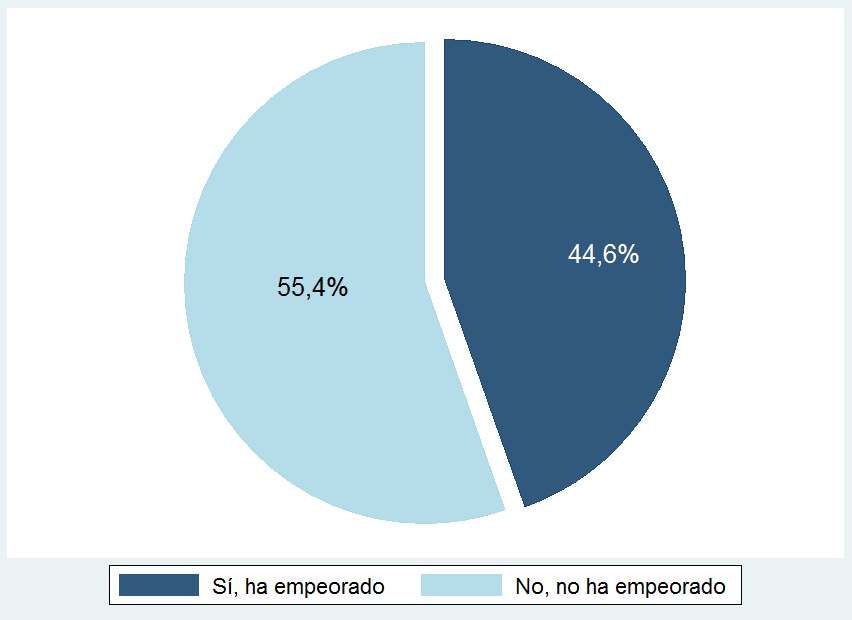 44,6%
55,4%
Sí, ha empeorado
No, no ha empeorado